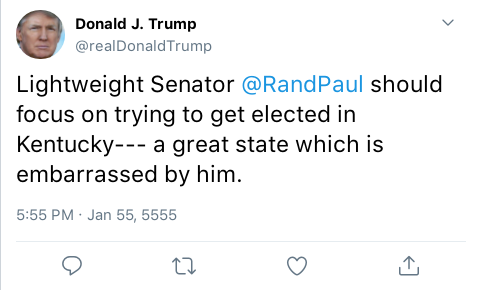 Donald J. Trump
@realDonaldTrump
Lightweight Senator @RandPaul should
focus on trying to get elected in
Kentucky--- a great state which is
embarrassed by him.
5:55 PM · Jan 55, 5555